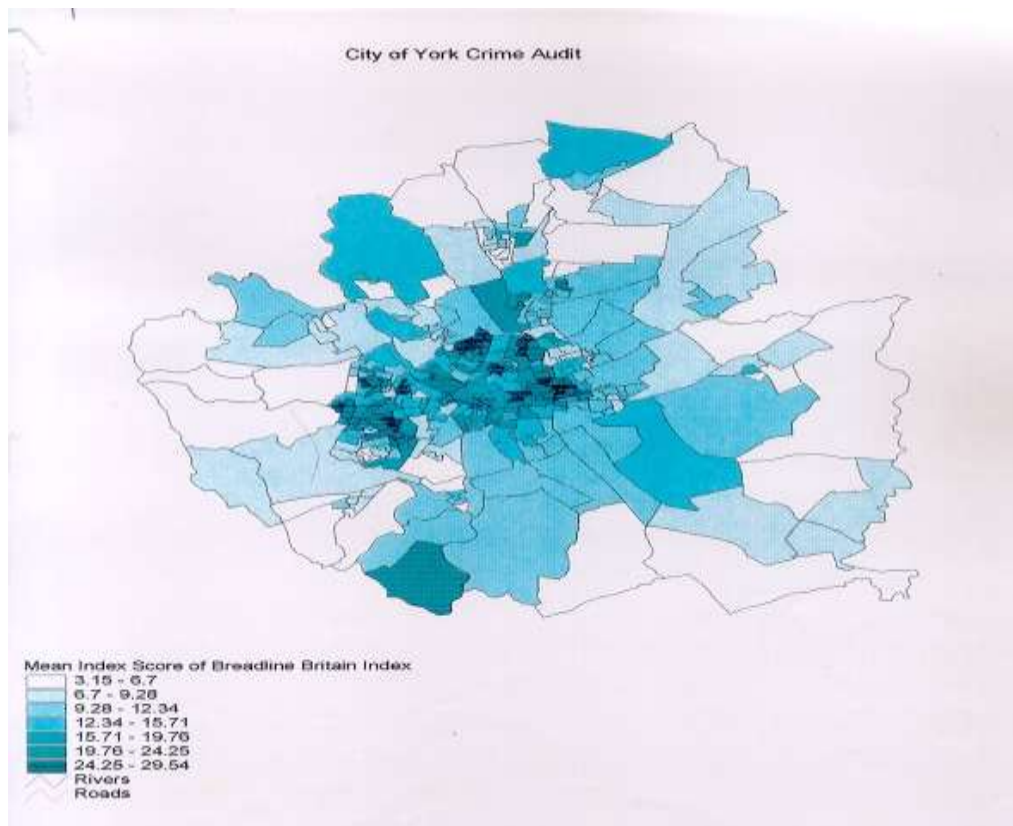 City of York Crime Audit
Mean Index Score of Breadline Britain Index
3.15 - 6.7
6.7 - 9.28
9.28 - 12.34
12.34 - 15.71
15.71 - 19.76
19.76 - 24.25
24.25 - 29.54
Rivers
Roads